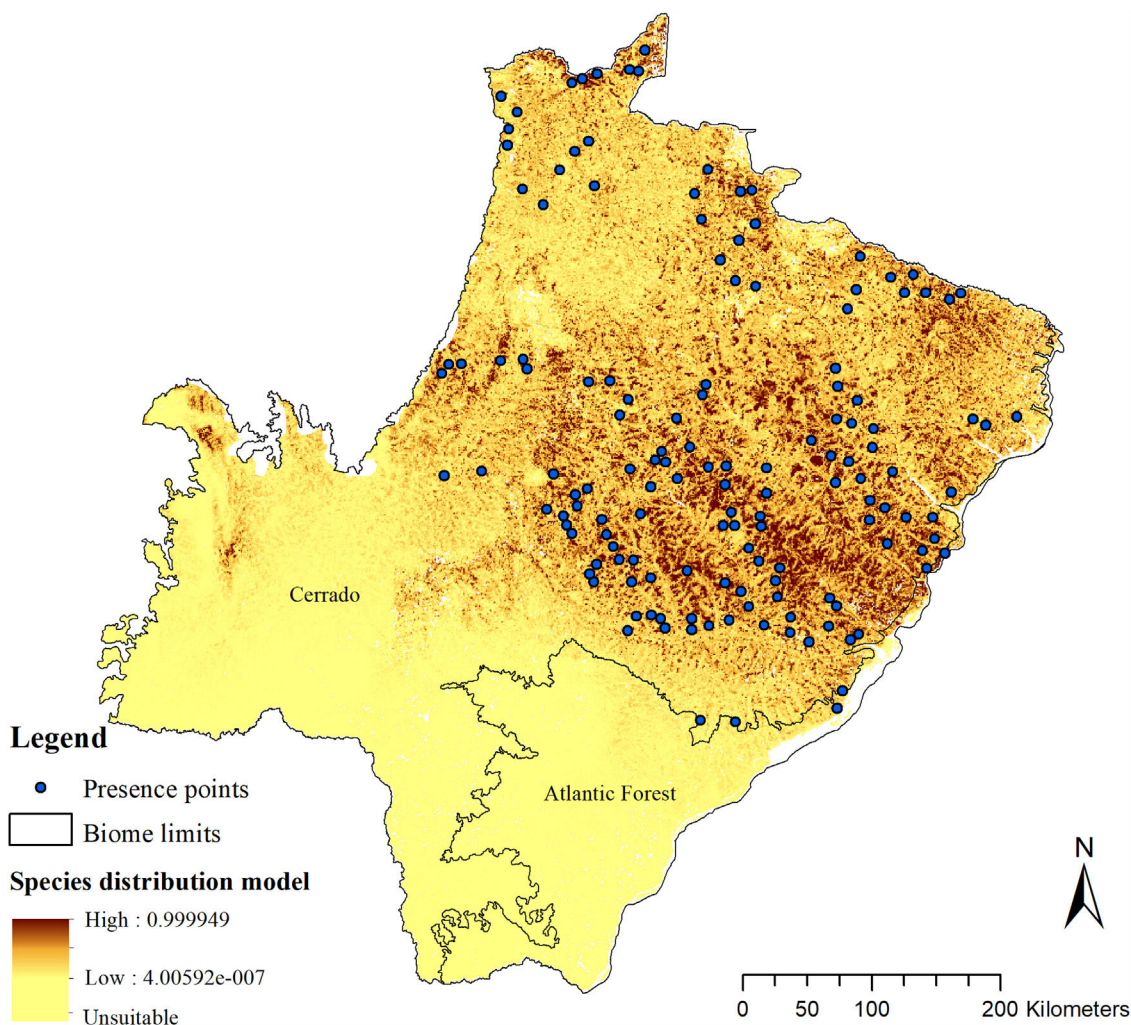 Cerrado
Atlantic Forest
Legend
Presence points
Biome limits
Species distribution model
High : 0.999949
Low : 4.00592e-007
Unsuitable
N
0 50 100 200 Kilometers